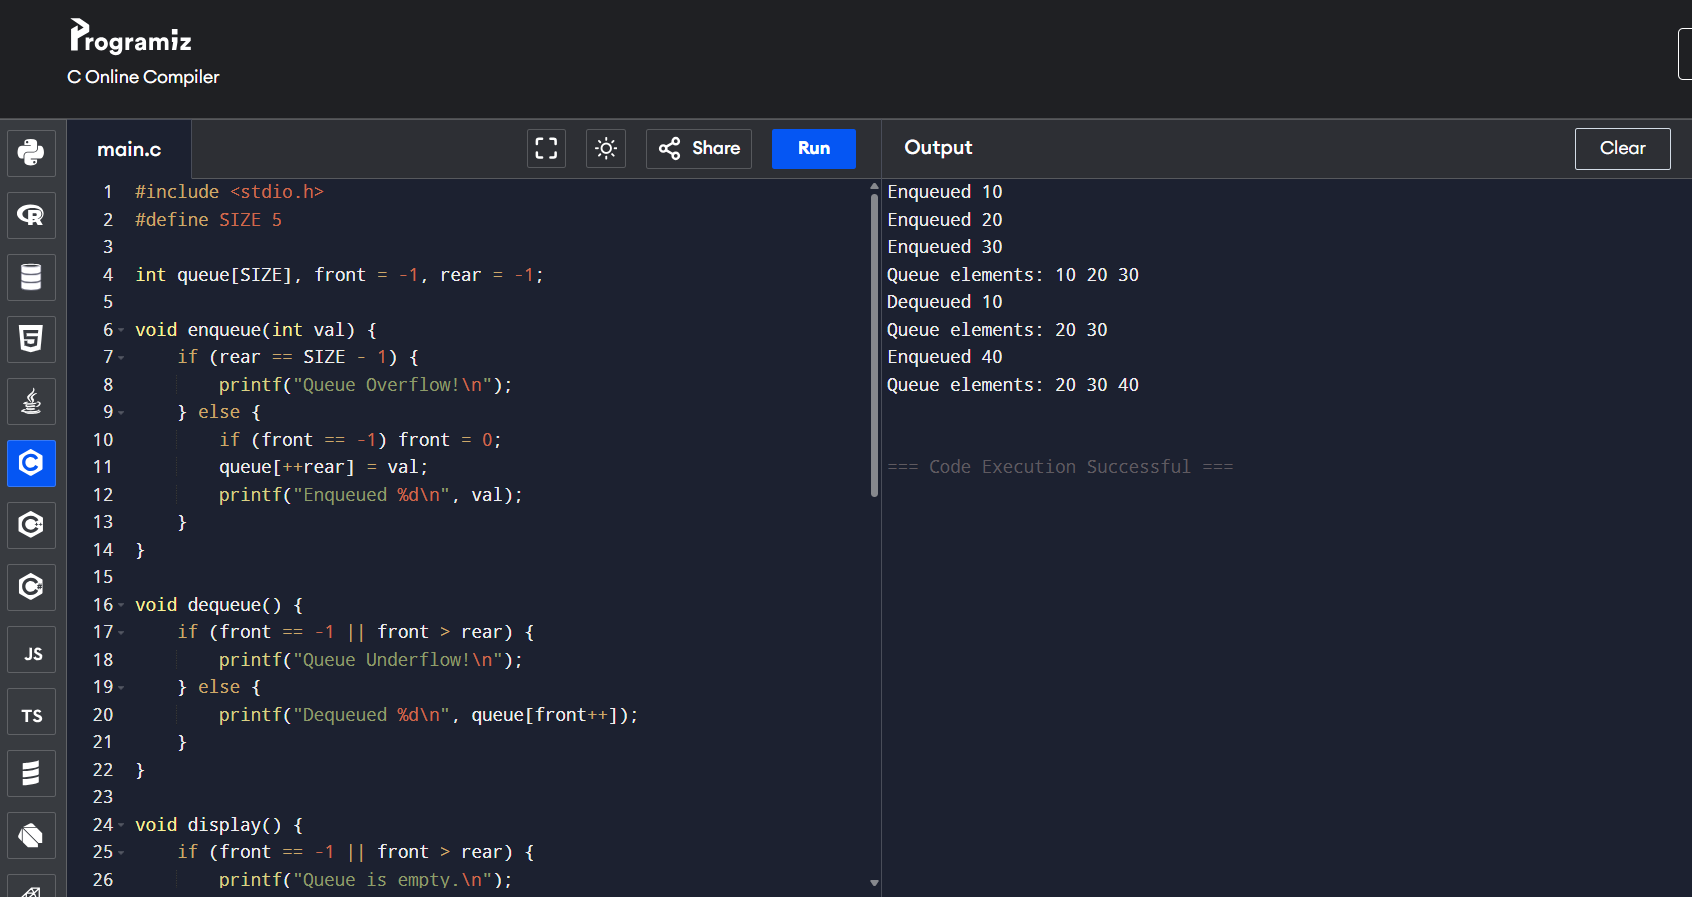 Programiz
C Online Compiler
main.c
Share
Run
Output
Clear
1 #include <stdio.h>
2 #define SIZE 5
3
4 int queue[SIZE], front = -1, rear = -1;
5
6 void enqueue(int val) {
7     if (rear == SIZE - 1) {
8         printf("Queue Overflow!\n");
9     } else {
10         if (front == -1) front = 0;
11         queue[++rear] = val;
12         printf("Enqueued %d\n", val);
13     }
14 }
15
16 void dequeue() {
17     if (front == -1 || front > rear) {
18         printf("Queue Underflow!\n");
19     } else {
20         printf("Dequeued %d\n", queue[front++]);
21     }
22 }
23
24 void display() {
25     if (front == -1 || front > rear) {
26         printf("Queue is empty.\n");
Enqueued 10
Enqueued 20
Enqueued 30
Queue elements: 10 20 30
Dequeued 10
Queue elements: 20 30
Enqueued 40
Queue elements: 20 30 40
=== Code Execution Successful ===
R
5
C
C
C
JS
TS